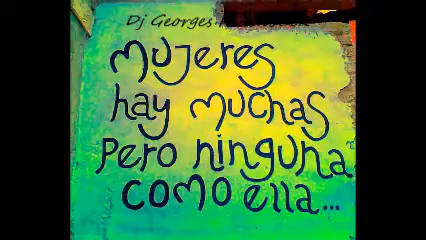 Dj Georges
mujeres
hay muchas
pero ninguna
como ella...